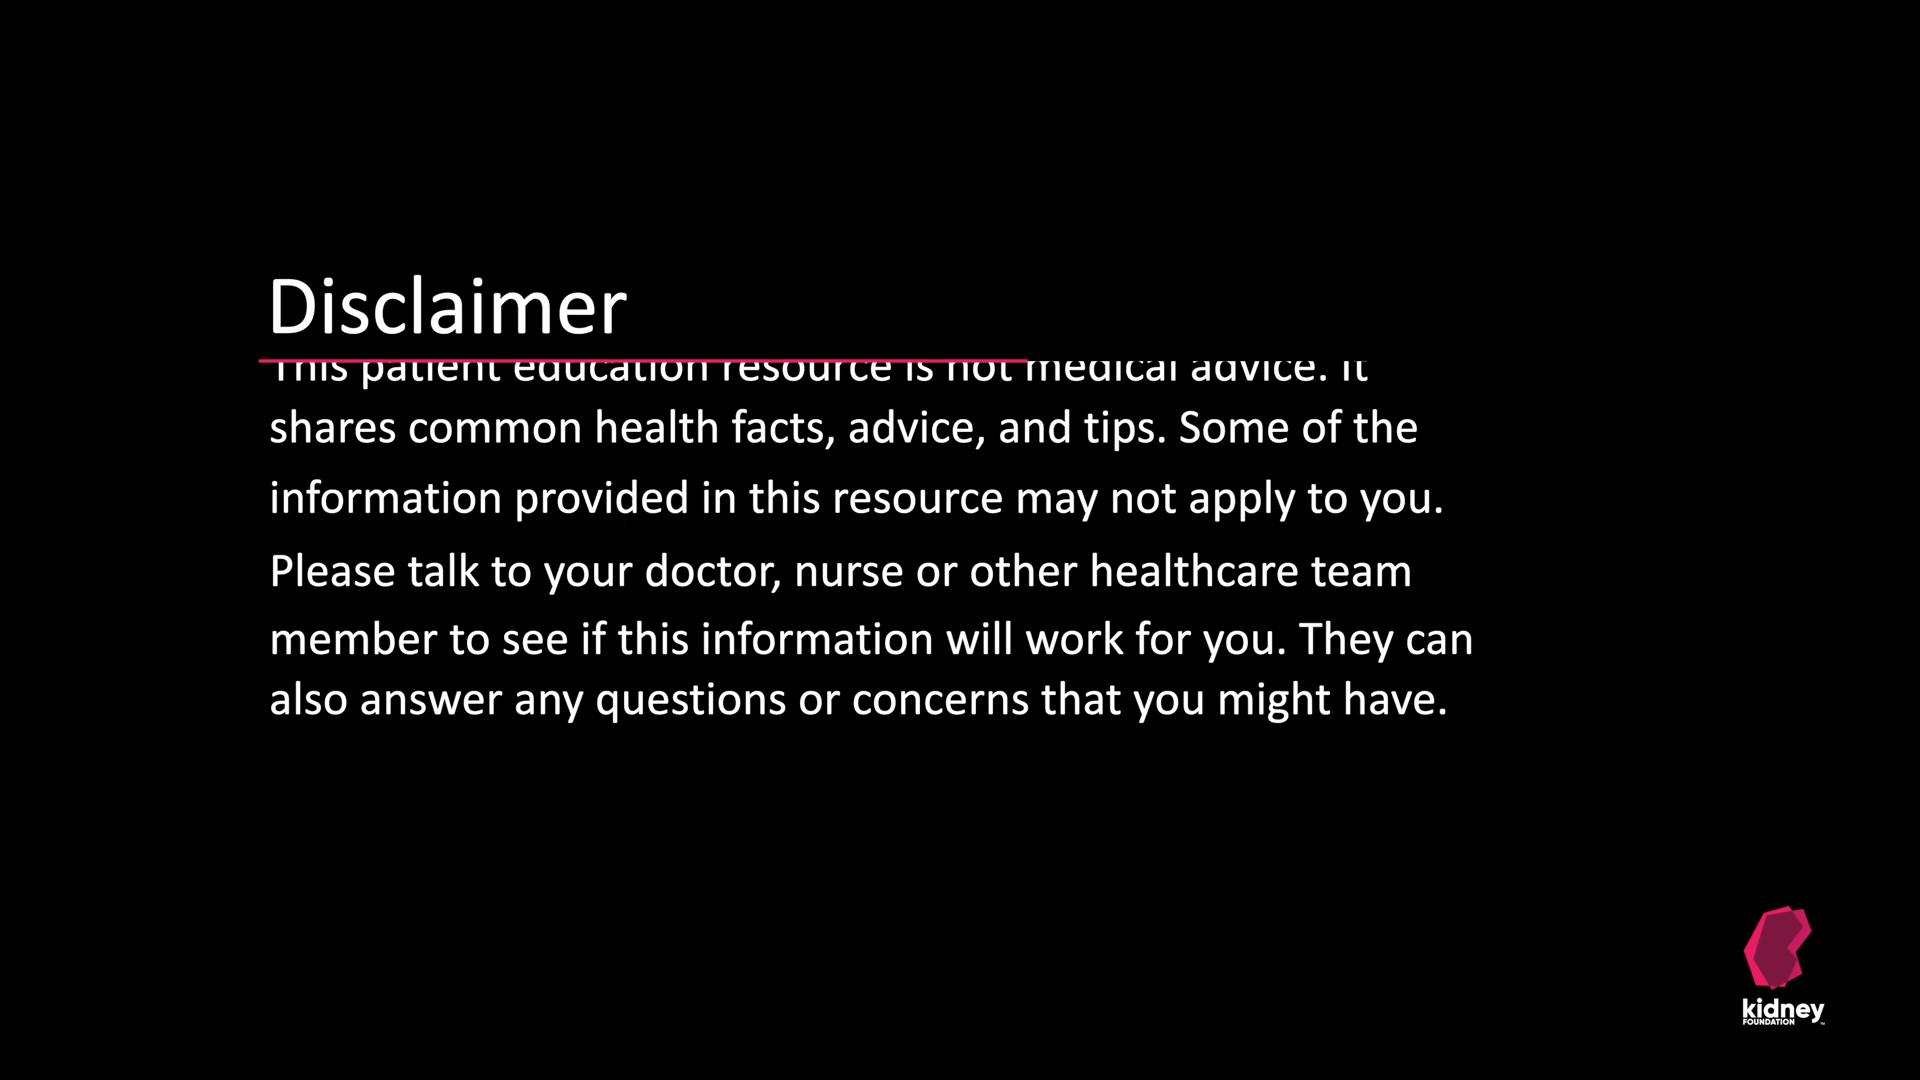 Disclaimer
This patient education resource is not medical advice. It
shares common health facts, advice, and tips. Some of the
information provided in this resource may not apply to you.
Please talk to your doctor, nurse or other healthcare team
member to see if this information will work for you. They can
also answer any questions or concerns that you might have.
kidney
FOUNDATION